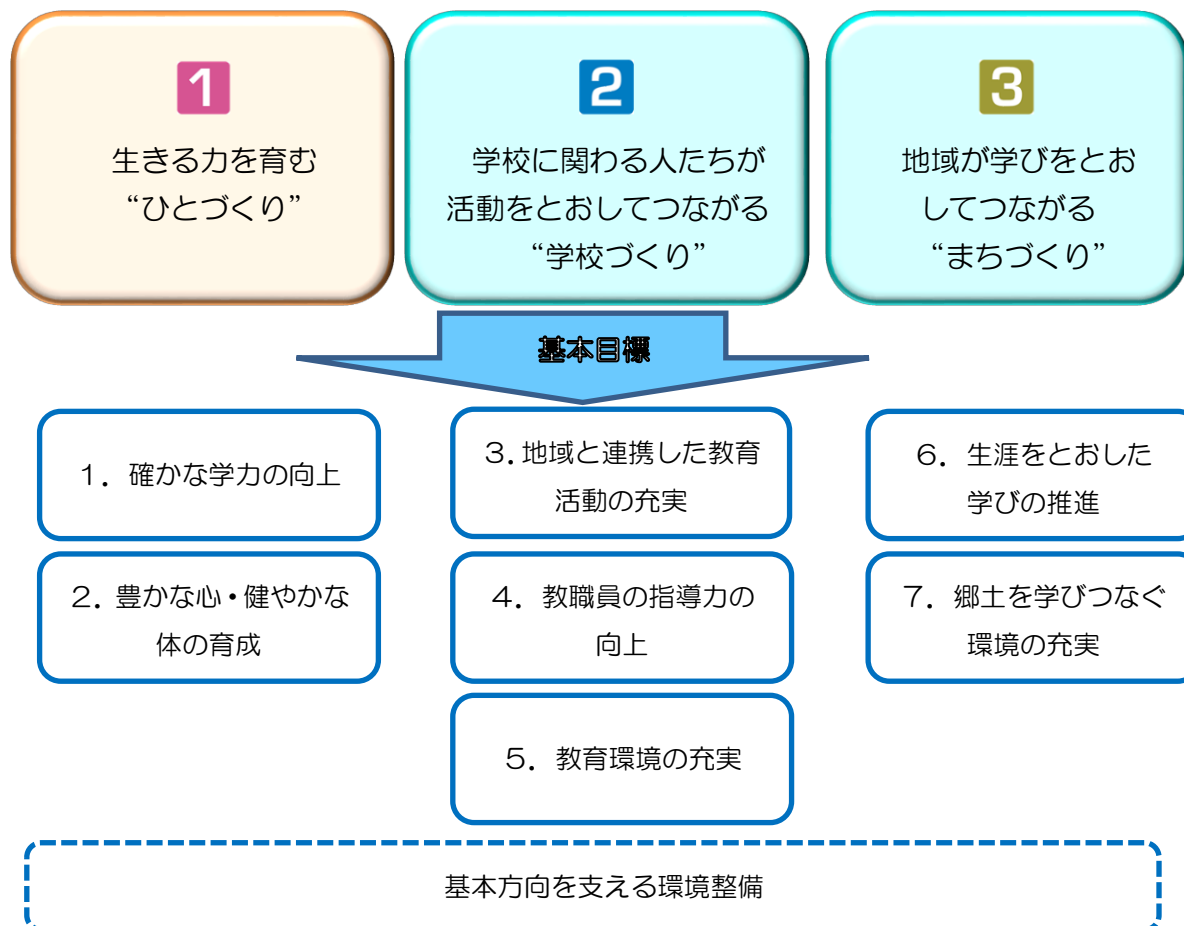 1
生きる力を育む
“ひとづくり”
2
学校に関わる人たちが
活動をとおしてつながる
“学校づくり”
3
地域が学びをとお
してつながる
“まちづくり”
基本目標
1．確かな学力の向上
2．豊かな心・健やかな
体の育成
3．地域と連携した教育
活動の充実
4．教職員の指導力の
向上
5．教育環境の充実
6．生涯をとおした
学びの推進
7．郷土を学びつなぐ
環境の充実
基本方向を支える環境整備